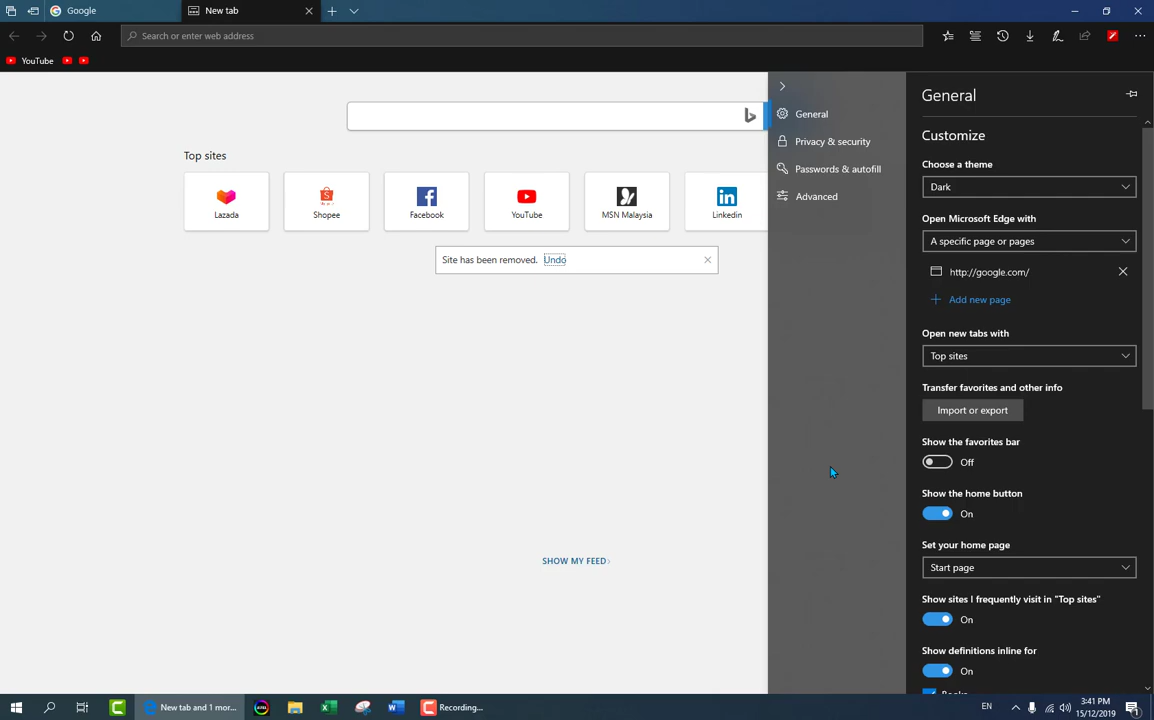 Google
New tab
Search or enter web address
YouTube
Top sites
Lazada
Shopee
Facebook
YouTube
MSN Malaysia
Linkedin
Site has been removed. Undo
SHOW MY FEED
General
Privacy & security
Passwords & autofill
Advanced
General
Customize
Choose a theme
Dark
Open Microsoft Edge with
A specific page or pages
http://google.com/
Add new page
Open new tabs with
Top sites
Transfer favorites and other info
Import or export
Show the favorites bar
Off
Show the home button
On
Set your home page
Start page
Show sites I frequently visit in "Top sites"
On
Show definitions inline for
On
Books
New tab and 1 mor...
Recording...
EN
3:41 PM
15/12/2019